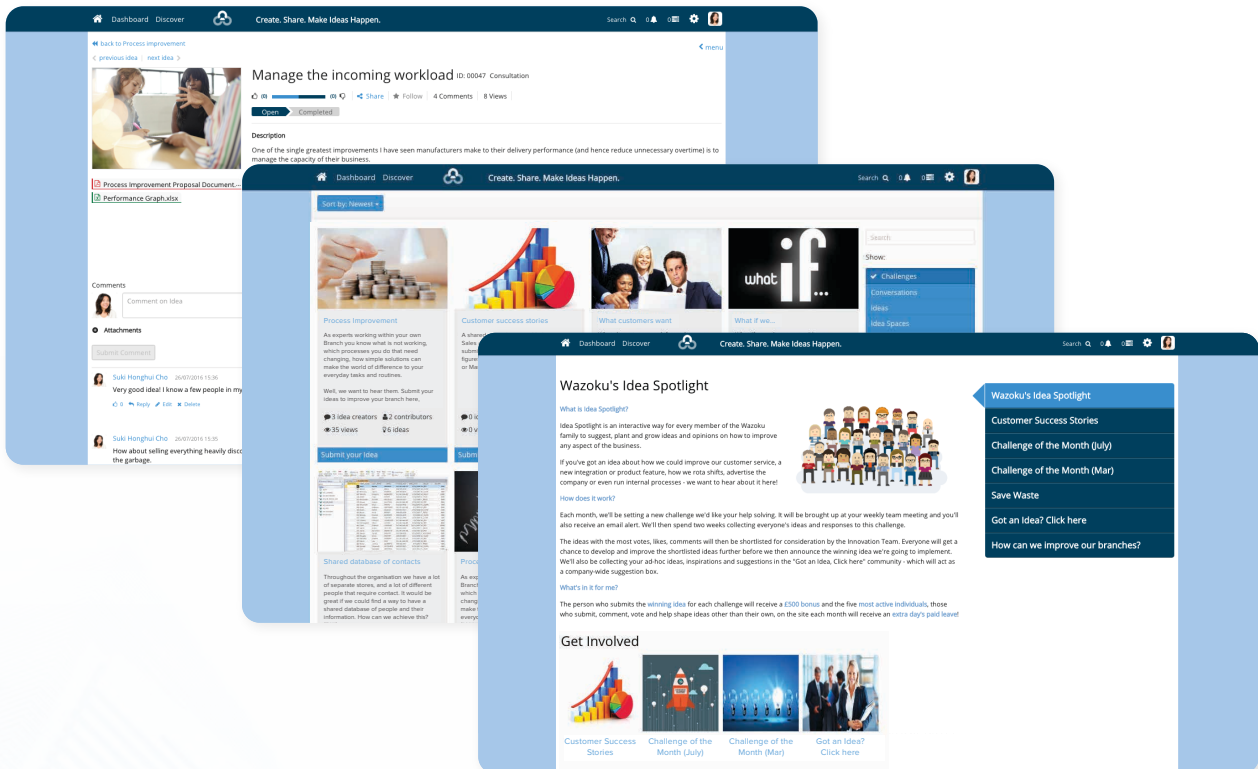 Dashboard Discover Create. Share. Make Ideas Happen. Search 0 0
back to Process improvement
menu
previous idea | next idea
Manage the incoming workload ID: 00047 Consultation
(0) (0) Share Follow 4 Comments 8 Views
Open Completed
Description
One of the single greatest improvements I have seen manufacturers make to their delivery performance (and hence reduce unnecessary overtime) is to
manage the capacity of their business.
Process Improvement Proposal Document....
Performance Graph.xlsx
Comments
Comment on Idea
Attachments
Submit Comment
Suki Honghui Cho 26/07/2016 15:36
Very good idea! I know a few people in my
0 Reply Edit Delete
Suki Honghui Cho 26/07/2016 15:35
How about selling everything heavily disco
the garbage.
Dashboard Discover Create. Share. Make Ideas Happen. Search 0 0
Sort by: Newest
Search
Show:
Challenges
Conversations
Ideas
Idea Spaces
what if...
Process Improvement
As experts working within your own
Branch you know what is not working,
which processes you do that need
changing, how simple solutions can
make the world of difference to your
everyday tasks and routines.
Well, we want to hear them. Submit your
ideas to improve your branch here,
3 idea creators 2 contributors
35 views 6 ideas
Submit your Idea
Customer success stories
A shared
Sales
subm
figure
or Ma
0 id
0 v
Subm
What customers want
What if we...
Shared database of contacts
Throughout the organisation we have a lot
of separate stores, and a lot of different
people that require contact. It would be
great if we could find a way to have a
shared database of people and their
information. How can we achieve this?
Proce
As exp
Branc
which
chang
make
everyd
Dashboard Discover Create. Share. Make Ideas Happen. Search 0 0
Wazoku's Idea Spotlight
What is Idea Spotlight?
Idea Spotlight is an interactive way for every member of the Wazoku
family to suggest, plant and grow ideas and opinions on how to improve
any aspect of the business.
If you've got an idea about how we could improve our customer service, a
new integration or product feature, how we rota shifts, advertise the
company or even run internal processes - we want to hear about it here!
How does it work?
Each month, we'll be setting a new challenge we'd like your help solving. It will be brought up at your weekly team meeting and you'll
also receive an email alert. We'll then spend two weeks collecting everyone's ideas and responses to this challenge.
The ideas with the most votes, likes, comments will then be shortlisted for consideration by the Innovation Team. Everyone will get a
chance to develop and improve the shortlisted ideas further before we then announce the winning idea we're going to implement.
We'll also be collecting your ad-hoc ideas, inspirations and suggestions in the "Got an Idea, Click here" community - which will act as
a company-wide suggestion box.
What's in it for me?
The person who submits the winning idea for each challenge will receive a £500 bonus and the five most active individuals, those
who submit, comment, vote and help shape ideas other than their own, on the site each month will receive an extra day's paid leave!
Wazoku's Idea Spotlight
Customer Success Stories
Challenge of the Month (July)
Challenge of the Month (Mar)
Save Waste
Got an Idea? Click here
How can we improve our branches?
Get Involved
Customer Success
Stories
Challenge of the
Month (July)
Challenge of the
Month (Mar)
Got an Idea?
Click here